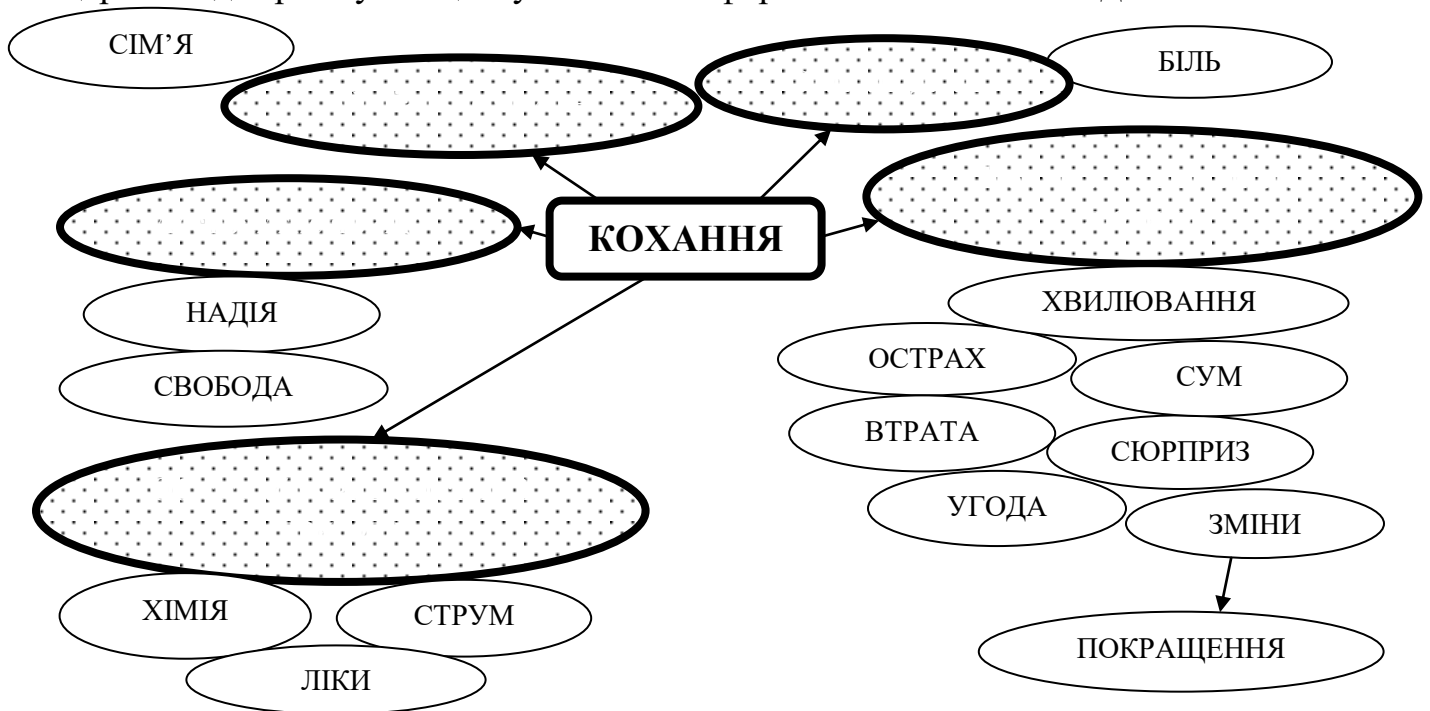 СІМ’Я
БІЛЬ
КОХАННЯ
НАДІЯ
СВОБОДА
ХВИЛЮВАННЯ
ОСТРАХ
СУМ
ВТРАТА
СЮРПРИЗ
УГОДА
ЗМІНИ
ПОКРАЩЕННЯ
ХІМІЯ
СТРУМ
ЛІКИ